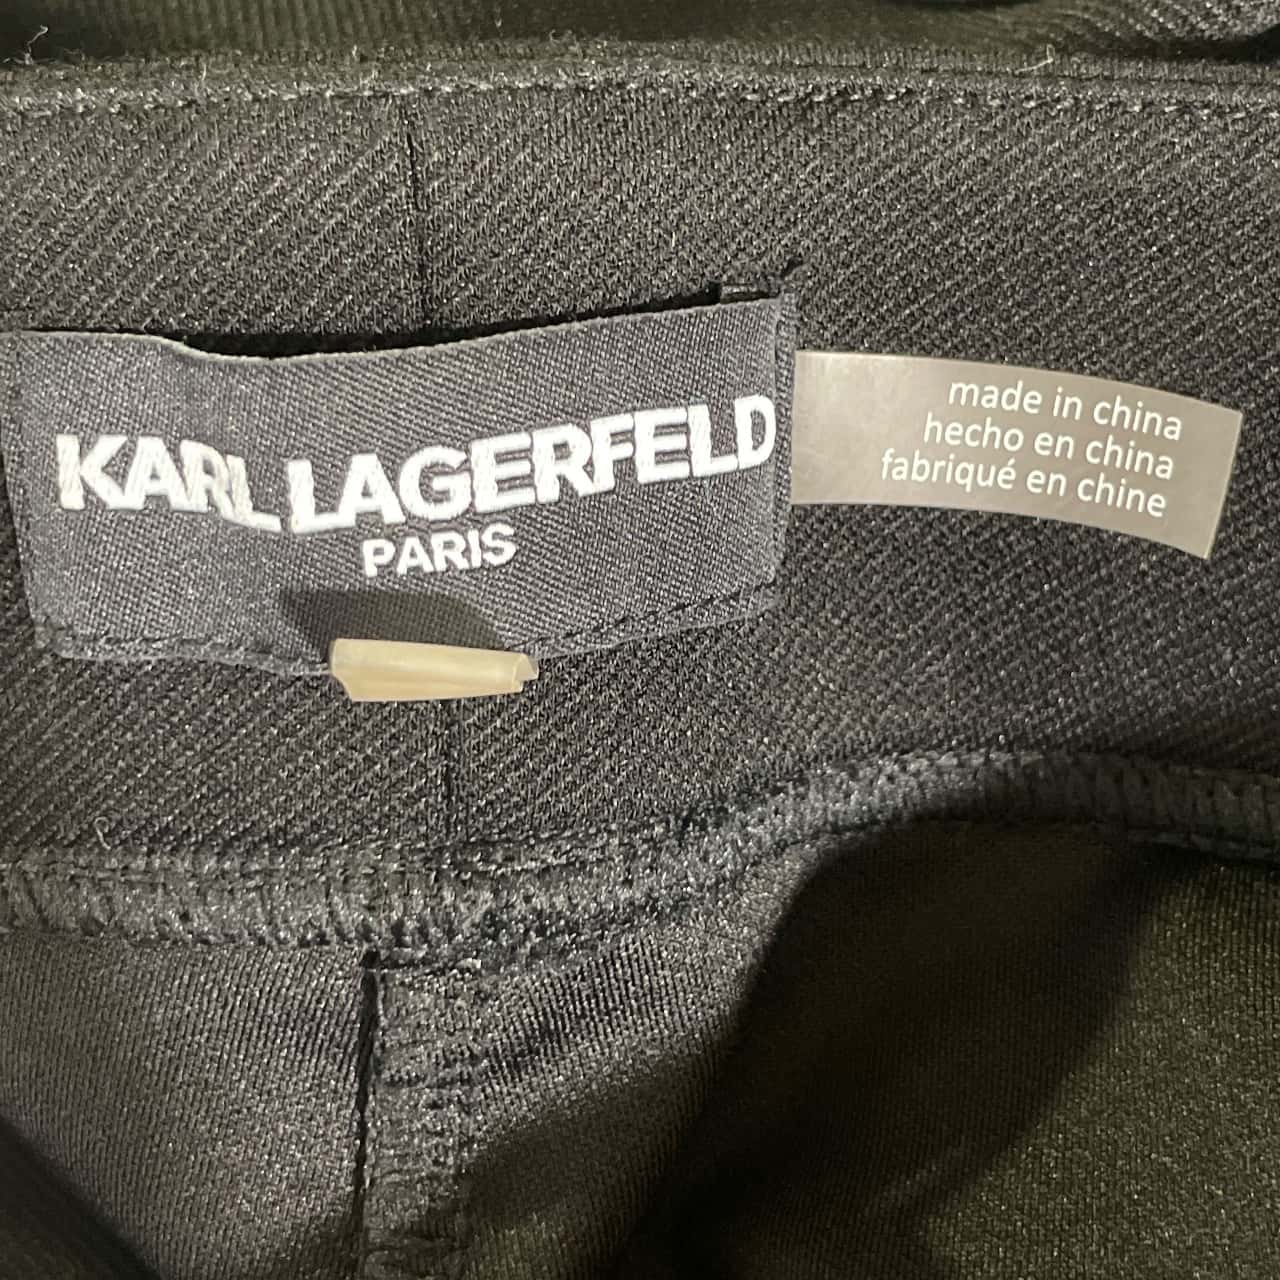 KARL LAGERFELD
PARIS
made in china
hecho en china
fabriqué en chine